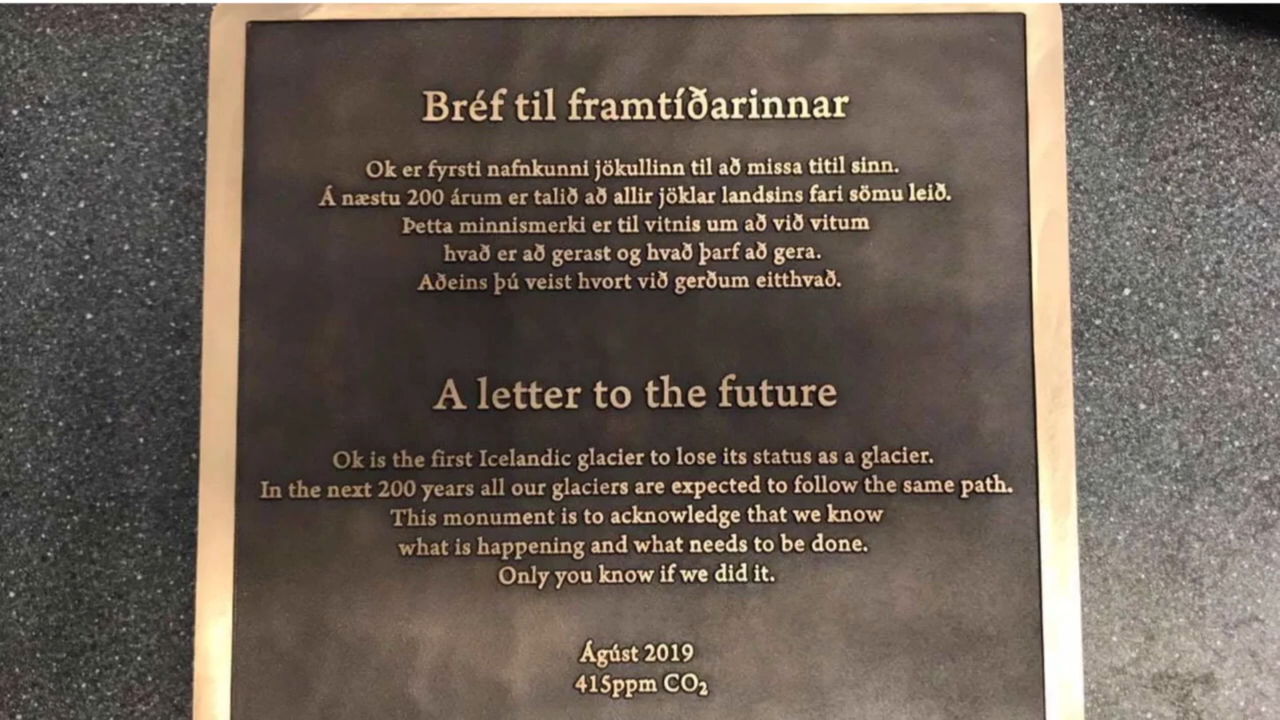 Bréf til framtíðarinnar
Ok er fyrsti nafnkunni jökullinn til að missa titil sinn.
Á næstu 200 árum er talið að allir jöklar landsins fari sömu leið.
Þetta minnismerki er til vitnis um að við vitum
hvað er að gerast og hvað þarf að gera.
Aðeins þú veist hvort við gerðum eitthvað.
A letter to the future
Ok is the first Icelandic glacier to lose its status as a glacier.
In the next 200 years all our glaciers are expected to follow the same path.
This monument is to acknowledge that we know
what is happening and what needs to be done.
Only you know if we did it.
Ágúst 2019
415ppm CO₂